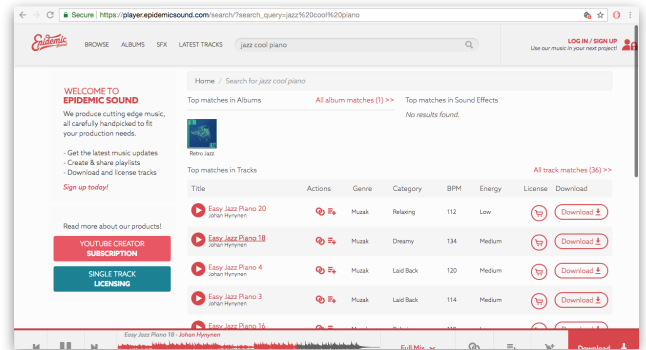 Secure https://player.epidemicsound.com/search/?search_query=jazz%20cool%20piano
Epidemic Sound
BROWSE ALBUMS SFX LATEST TRACKS jazz cool piano
LOG IN / SIGN UP
Use our music in your next project!
WELCOME TO
EPIDEMIC SOUND
We produce cutting edge music,
all carefully handpicked to fit
your production needs.
- Get the latest music updates
- Create & share playlists
- Download and license tracks
Sign up today!
Read more about our products!
YOUTUBE CREATOR
SUBSCRIPTION
SINGLE TRACK
LICENSING
Home / Search for jazz cool piano
Top matches in Albums All album matches (1) >>
Retro Jazz
Top matches in Sound Effects
No results found.
Top matches in Tracks All track matches (36) >>
Title Actions Genre Category BPM Energy License Download
Easy Jazz Piano 20 Muzak Relaxing 112 Low Download
Johan Hynynen
Easy Jazz Piano 18 Muzak Dreamy 134 Medium Download
Johan Hynynen
Easy Jazz Piano 4 Muzak Laid Back 120 Medium Download
Johan Hynynen
Easy Jazz Piano 3 Muzak Laid Back 114 Medium Download
Johan Hynynen
Easy Jazz Piano 16
Easy Jazz Piano 18 - Johan Hynynen
Full Mix Download